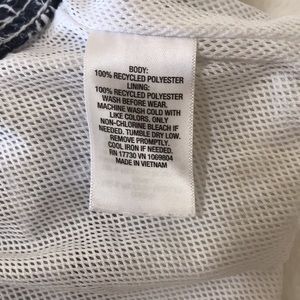 BODY:
100% RECYCLED POLYESTER
LINING:
100% RECYCLED POLYESTER
WASH BEFORE WEAR.
MACHINE WASH COLD WITH
LIKE COLORS. ONLY
NON-CHLORINE BLEACH IF
NEEDED. TUMBLE DRY LOW.
REMOVE PROMPTLY.
COOL IRON IF NEEDED.
RN 17730 VN 1069804
MADE IN VIETNAM